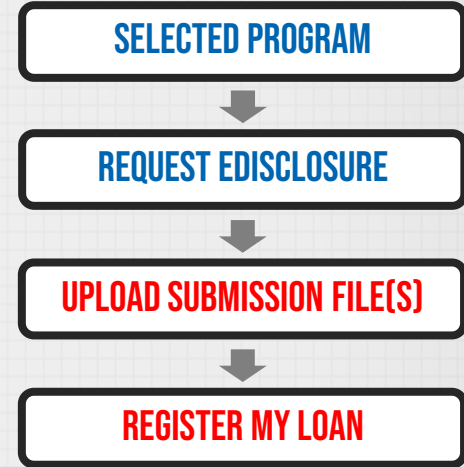 SELECTED PROGRAM
REQUEST EDISCLOSURE
UPLOAD SUBMISSION FILE(S)
REGISTER MY LOAN